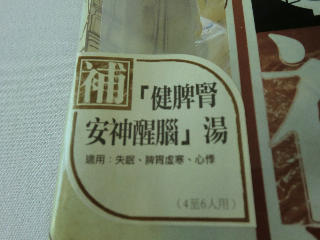 補
「健脾腎
安神醒腦」湯
適用：失眠、脾胃虛寒、心悸
（4至6人用）